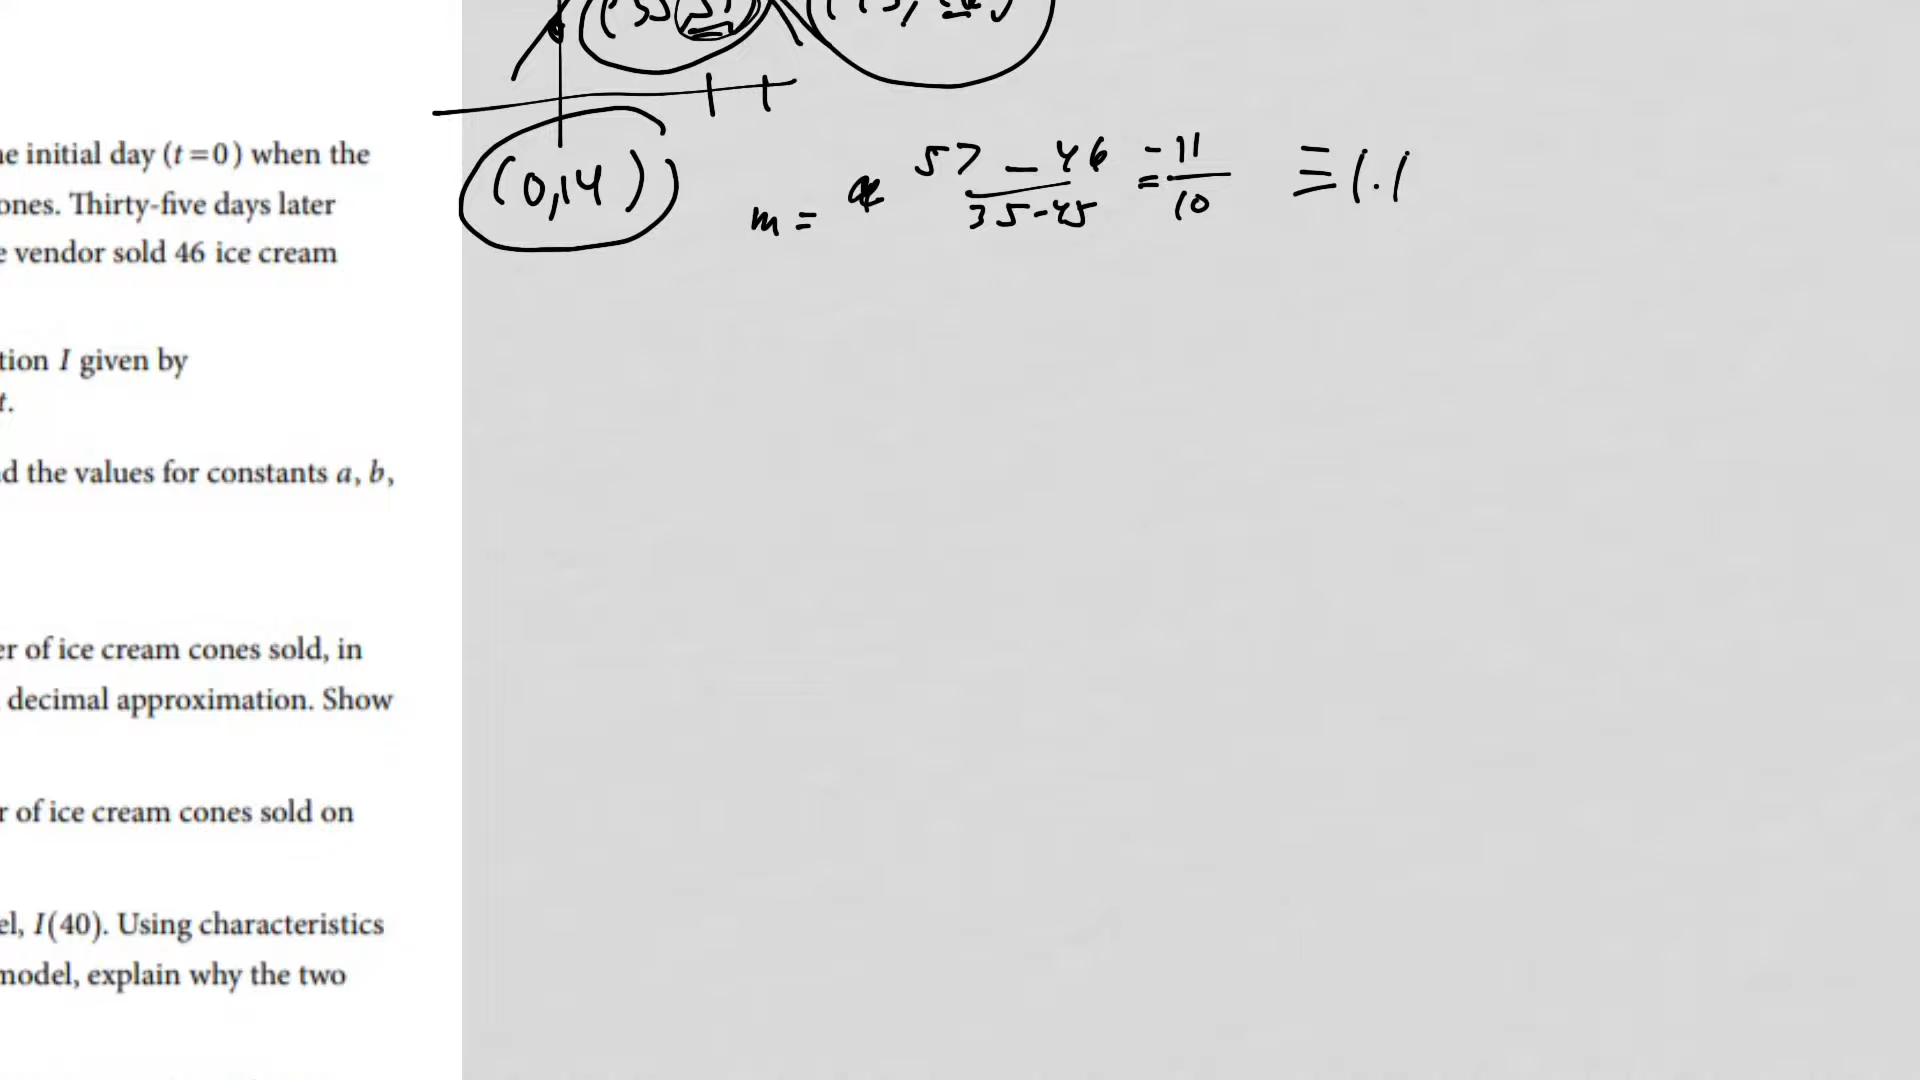 (0,14)
m = 57 - 46 = -11 ≡ 1.1
35-45 10
e initial day (t=0) when the
ones. Thirty-five days later
vendor sold 46 ice cream
tion I given by
t.
d the values for constants a, b,
er of ice cream cones sold, in
decimal approximation. Show
r of ice cream cones sold on
el, I(40). Using characteristics
model, explain why the two